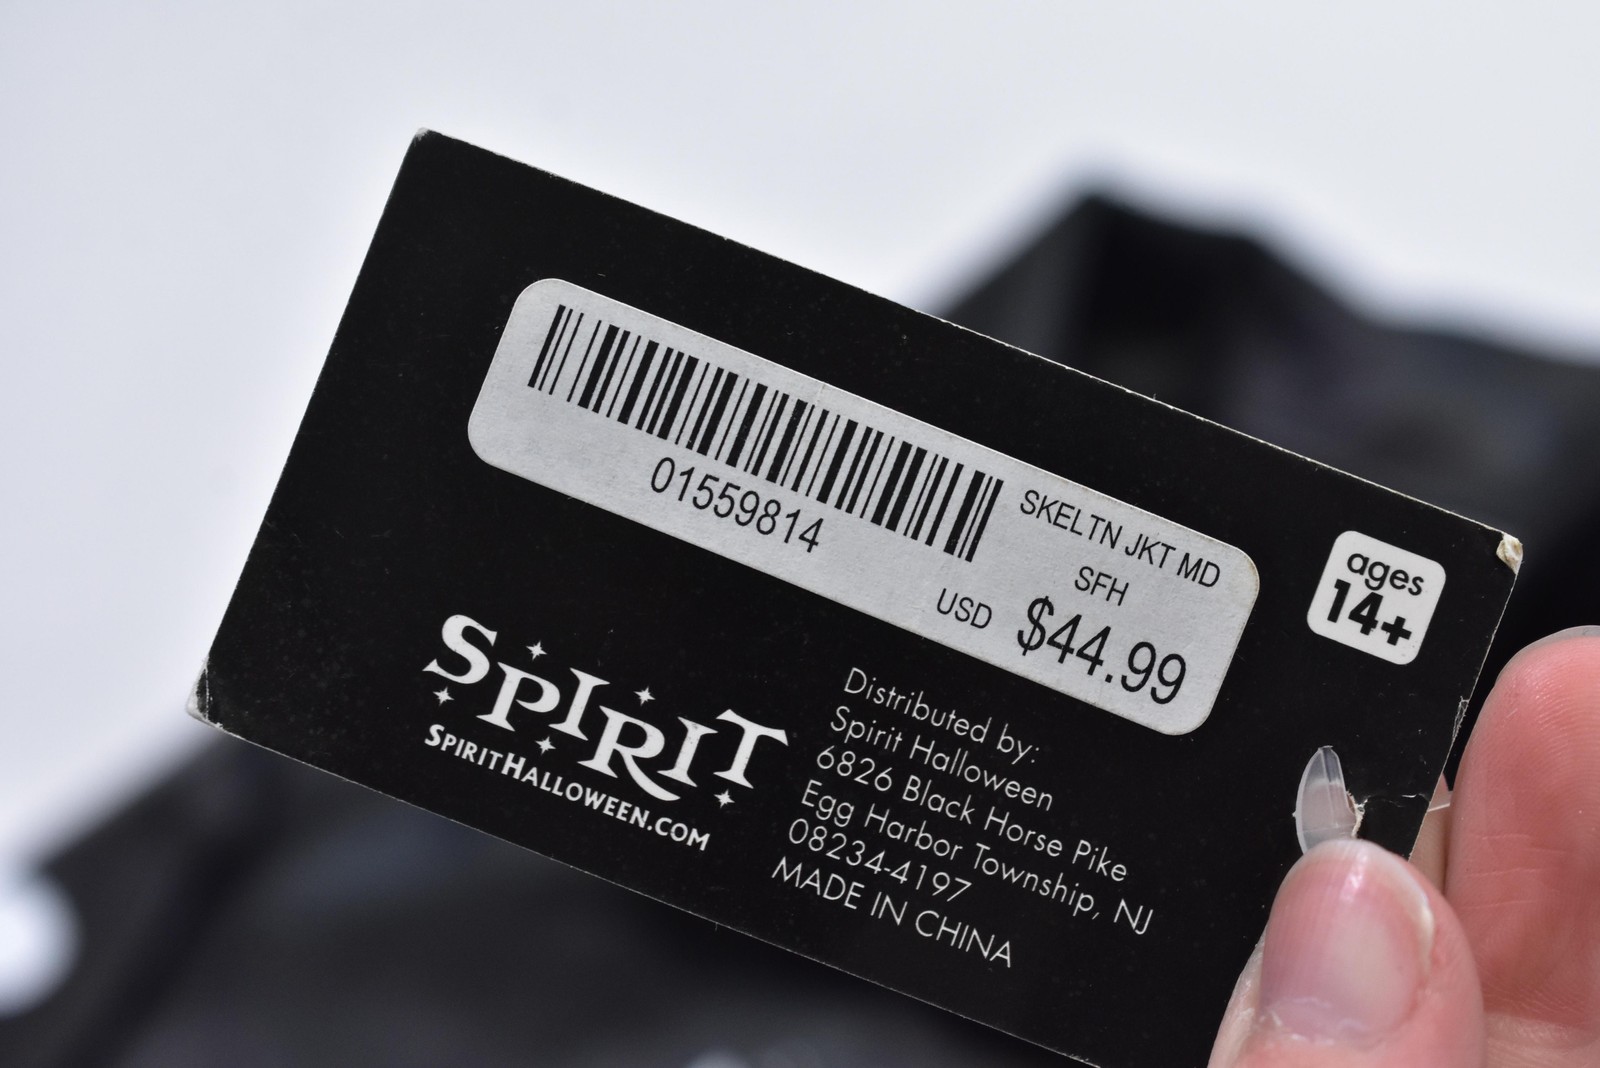 01559814
SKELTN JKT MD
SFH
USD $44.99
ages
14+
SPIRIT
SPIRITHALLOWEEN.COM
Distributed by:
Spirit Halloween
6826 Black Horse Pike
Egg Harbor Township, NJ
08234-4197
MADE IN CHINA